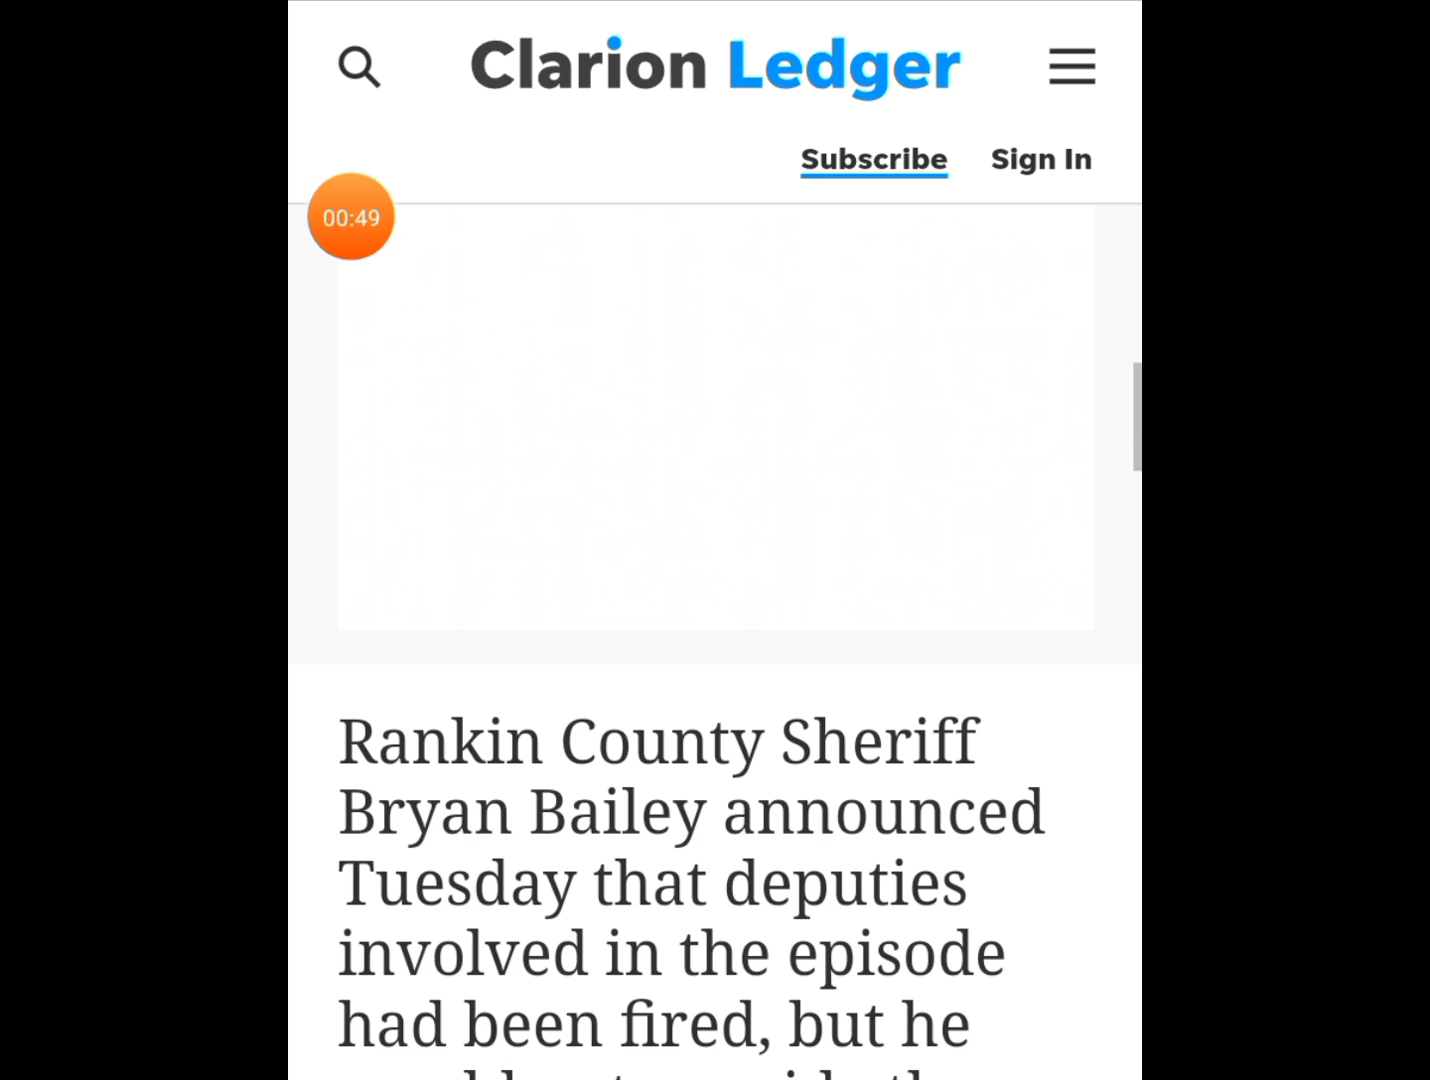 Clarion Ledger
Subscribe Sign In
00:49
Rankin County Sheriff
Bryan Bailey announced
Tuesday that deputies
involved in the episode
had been fired, but he